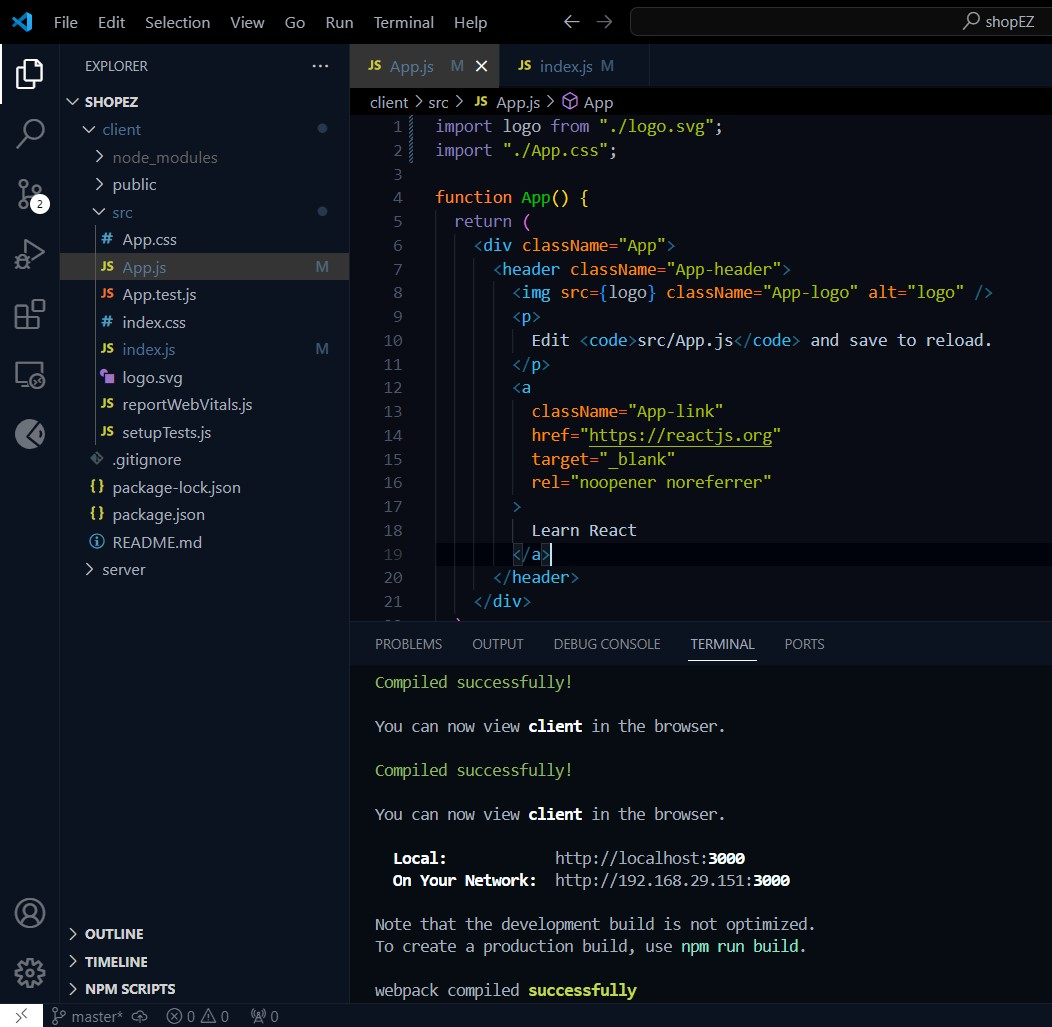 File Edit Selection View Go Run Terminal Help
shopEZ
EXPLORER
SHOPEZ
client
node_modules
public
src
# App.css
JS App.js M
JS App.test.js
# index.css
JS index.js M
logo.svg
JS reportWebVitals.js
JS setupTests.js
.gitignore
{} package-lock.json
{} package.json
README.md
server
OUTLINE
TIMELINE
NPM SCRIPTS
2
JS App.js M
JS index.js M
client > src > JS App.js > App
1 import logo from "./logo.svg";
2 import "./App.css";
3
4 function App() {
5 return (
6 <div className="App">
7 <header className="App-header">
8 <img src={logo} className="App-logo" alt="logo" />
9 <p>
10 Edit <code>src/App.js</code> and save to reload.
11 </p>
12 <a
13 className="App-link"
14 href="https://reactjs.org"
15 target="_blank"
16 rel="noopener noreferrer"
17 >
18 Learn React
19 </a>
20 </header>
21 </div>
PROBLEMS OUTPUT DEBUG CONSOLE TERMINAL PORTS
Compiled successfully!
You can now view client in the browser.
Compiled successfully!
You can now view client in the browser.
Local: http://localhost:3000
On Your Network: http://192.168.29.151:3000
Note that the development build is not optimized.
To create a production build, use npm run build.
webpack compiled successfully
master* 0 0 0